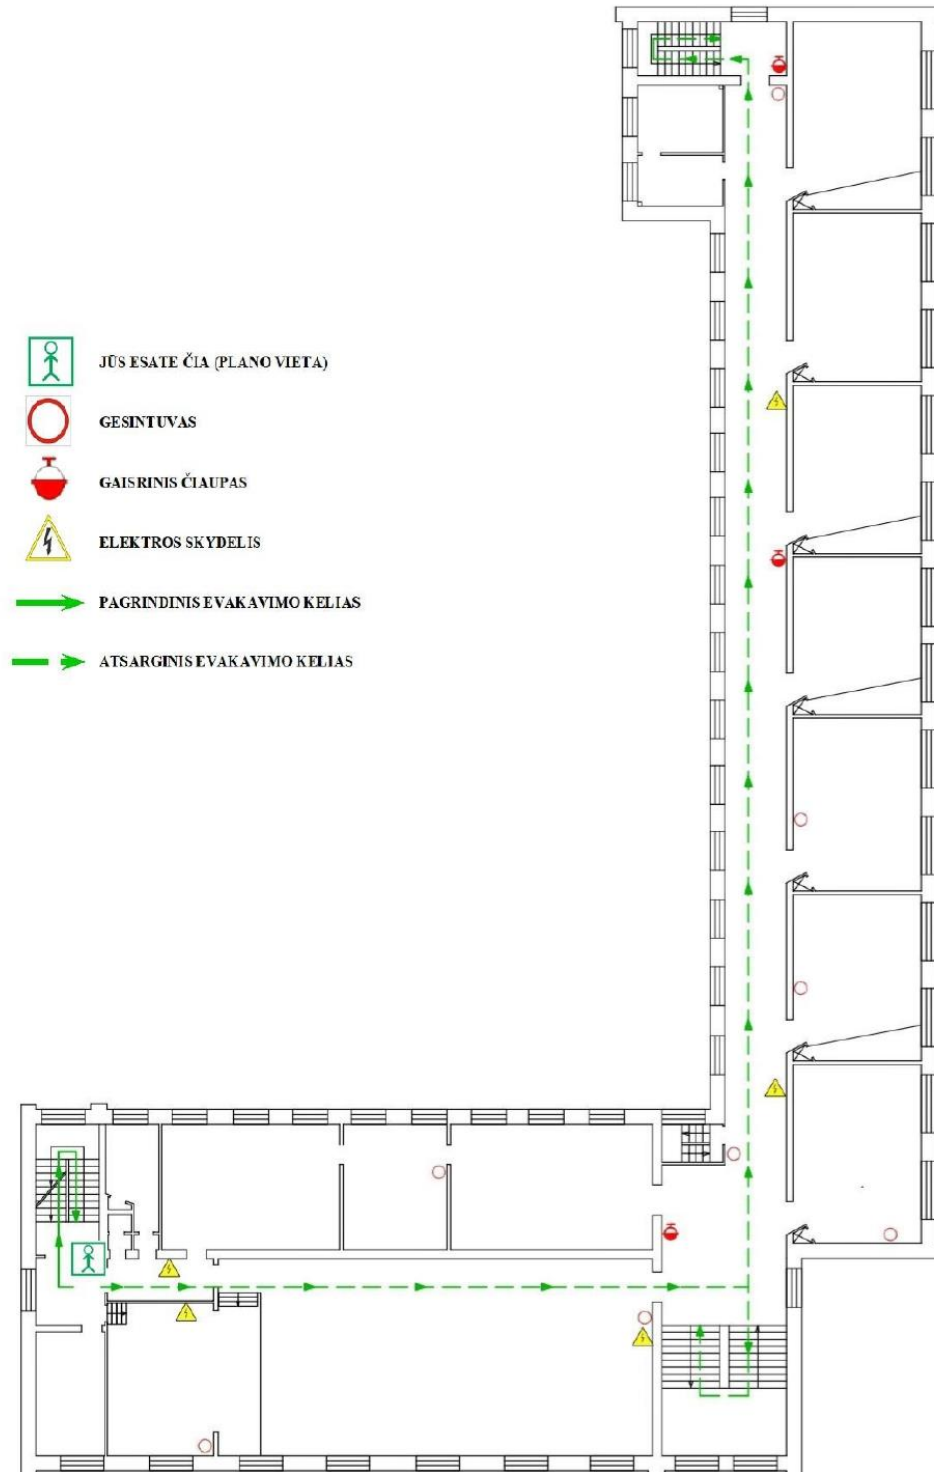 JŪS ESATE ČIA (PLANO VIETA)
GESINTUVAS
GAISRINIS ČIAUPAS
ELEKTROS SKYDELIS
PAGRINDINIS EVAKAVIMO KELIAS
ATSARGINIS EVAKAVIMO KELIAS